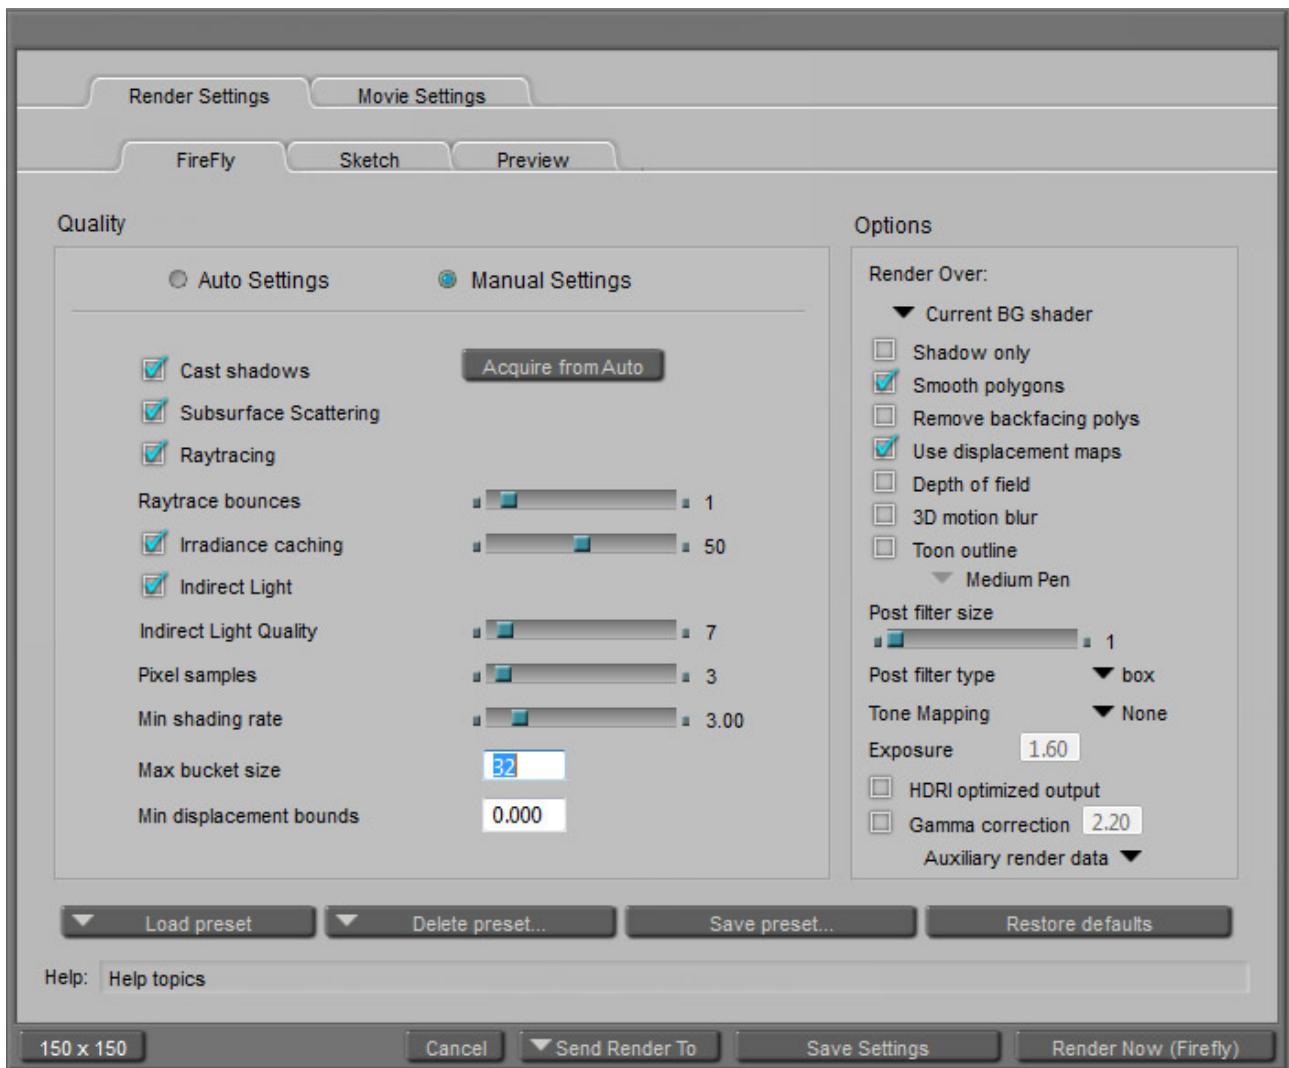 Render Settings
Movie Settings
FireFly
Sketch
Preview
Quality
Auto Settings
Manual Settings
Cast shadows
Acquire from Auto
Subsurface Scattering
Raytracing
Raytrace bounces 1
Irradiance caching 50
Indirect Light
Indirect Light Quality 7
Pixel samples 3
Min shading rate 3.00
Max bucket size 32
Min displacement bounds 0.000
Options
Render Over:
Current BG shader
Shadow only
Smooth polygons
Remove backfacing polys
Use displacement maps
Depth of field
3D motion blur
Toon outline
Medium Pen
Post filter size
1
Post filter type box
Tone Mapping None
Exposure 1.60
HDRI optimized output
Gamma correction 2.20
Auxiliary render data
Load preset
Delete preset...
Save preset...
Restore defaults
Help: Help topics
150 x 150
Cancel
Send Render To
Save Settings
Render Now (Firefly)